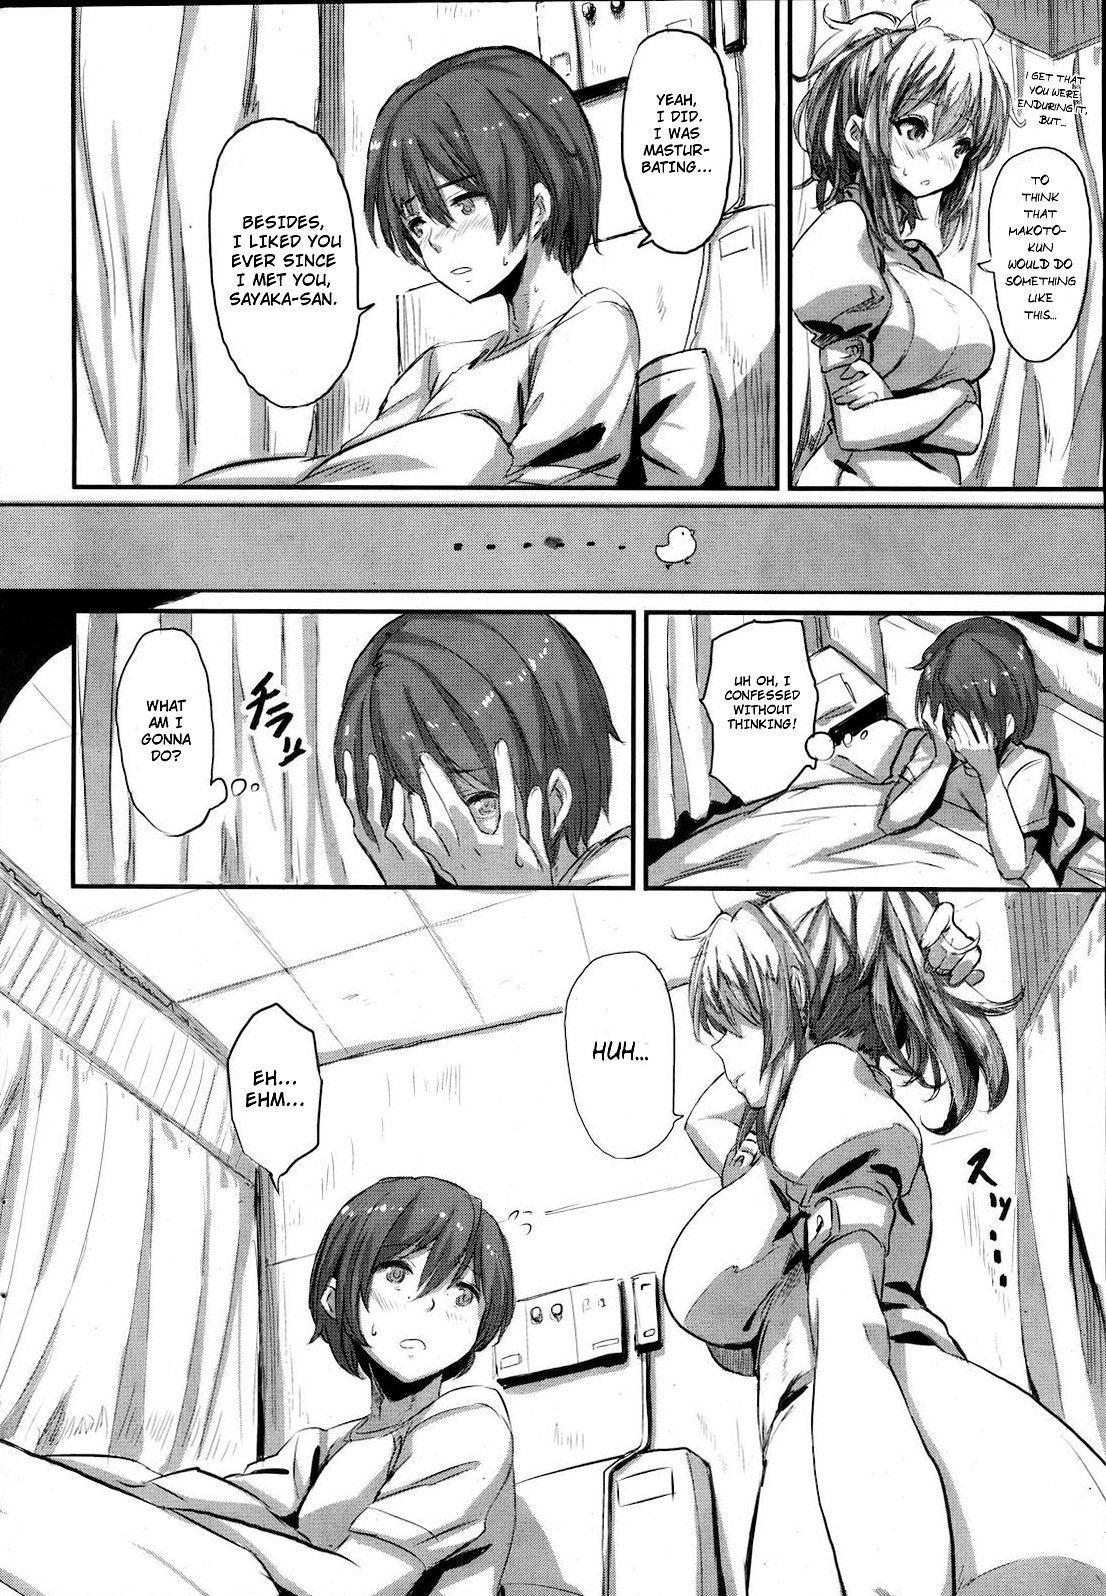 I GET THAT
YOU WERE
ENDURING IT,
BUT...
TO
THINK
THAT
MAKOTO-
KUN
WOULD DO
SOMETHING
LIKE
THIS...
YEAH,
I DID.
I WAS
MASTUR-
BATING...
BESIDES,
I LIKED YOU
EVER SINCE
I MET YOU,
SAYAKA-SAN.
UH OH, I
CONFESSED
WITHOUT
THINKING!
チラッ
WHAT
AM I
GONNA
DO?
HUH...
スッ...
EH...
EHM...